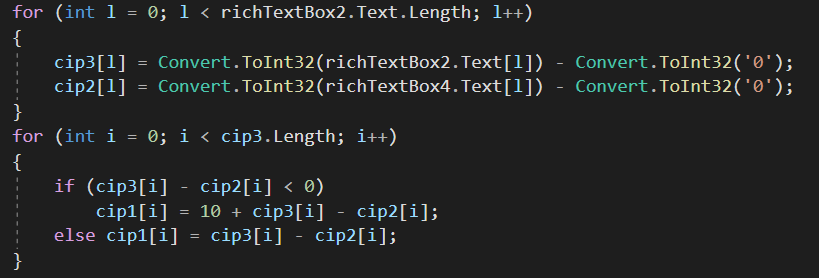 for (int l = 0; l < richTextBox2.Text.Length; l++)
{
    cip3[l] = Convert.ToInt32(richTextBox2.Text[l]) - Convert.ToInt32('0');
    cip2[l] = Convert.ToInt32(richTextBox4.Text[l]) - Convert.ToInt32('0');
}
for (int i = 0; i < cip3.Length; i++)
{
    if (cip3[i] - cip2[i] < 0)
        cip1[i] = 10 + cip3[i] - cip2[i];
    else cip1[i] = cip3[i] - cip2[i];
}